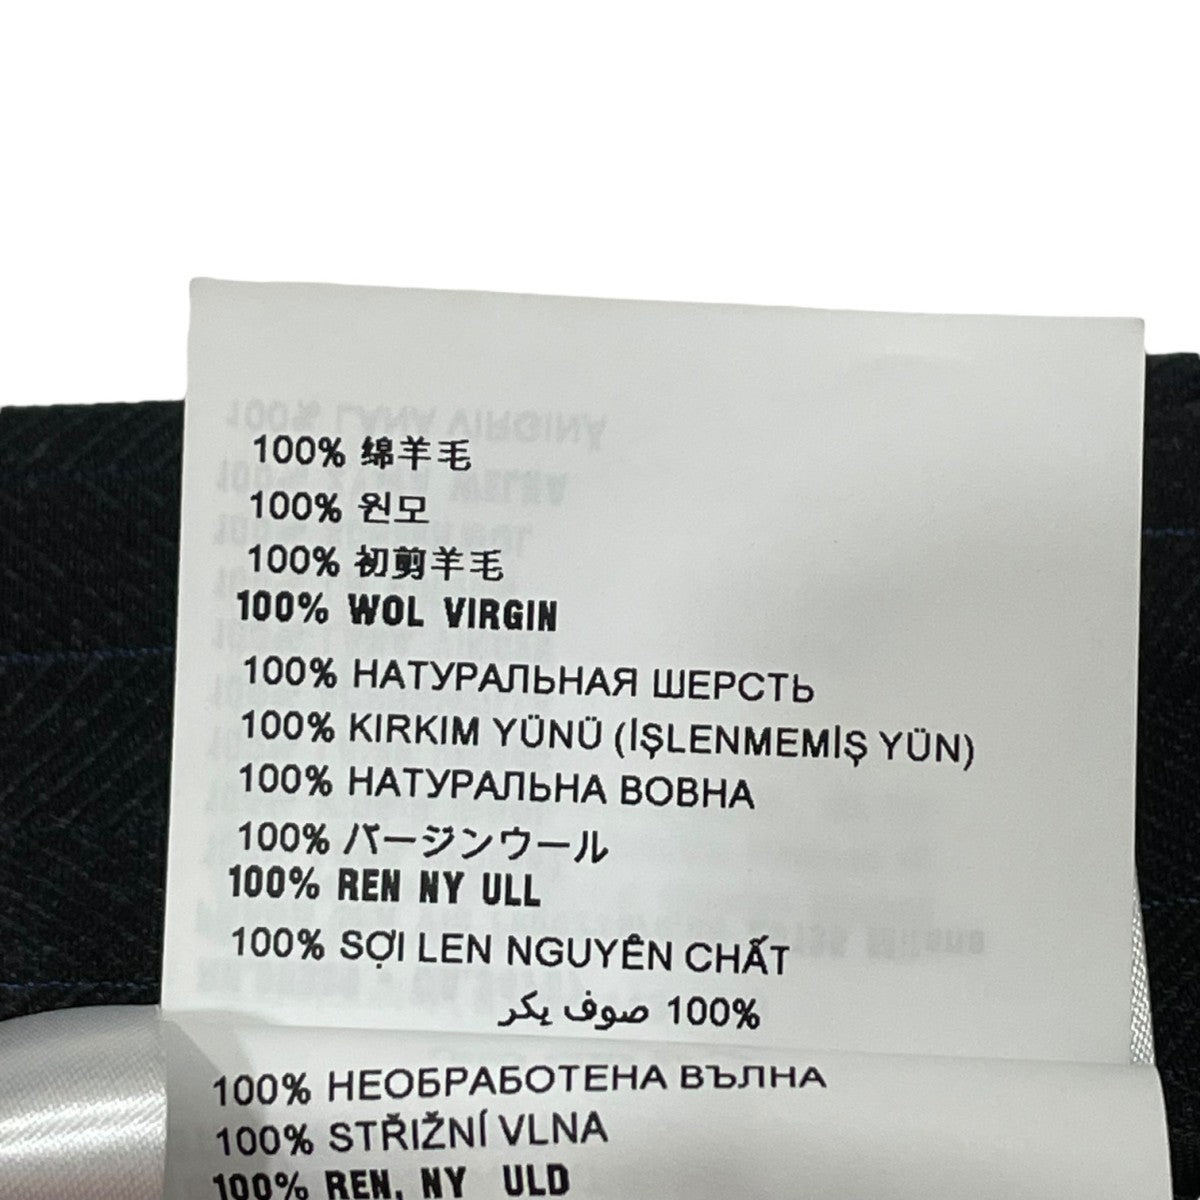 100% 绵羊毛
100% 원모
100% 初剪羊毛
100% WOL VIRGIN
100% НАТУРАЛЬНАЯ ШЕРСТЬ
100% KIRKIM YÜNÜ (İŞLENMEMİŞ YÜN)
100% НАТУРАЛЬНА ВОВНА
100% バージンウール
100% REN NY ULL
100% SỢI LEN NGUYÊN CHẤT
100% صوف بكر
100% НЕОБРАБОТЕНА ВЪЛНА
100% STŘIŽNÍ VLNA
100% REN, NY ULD